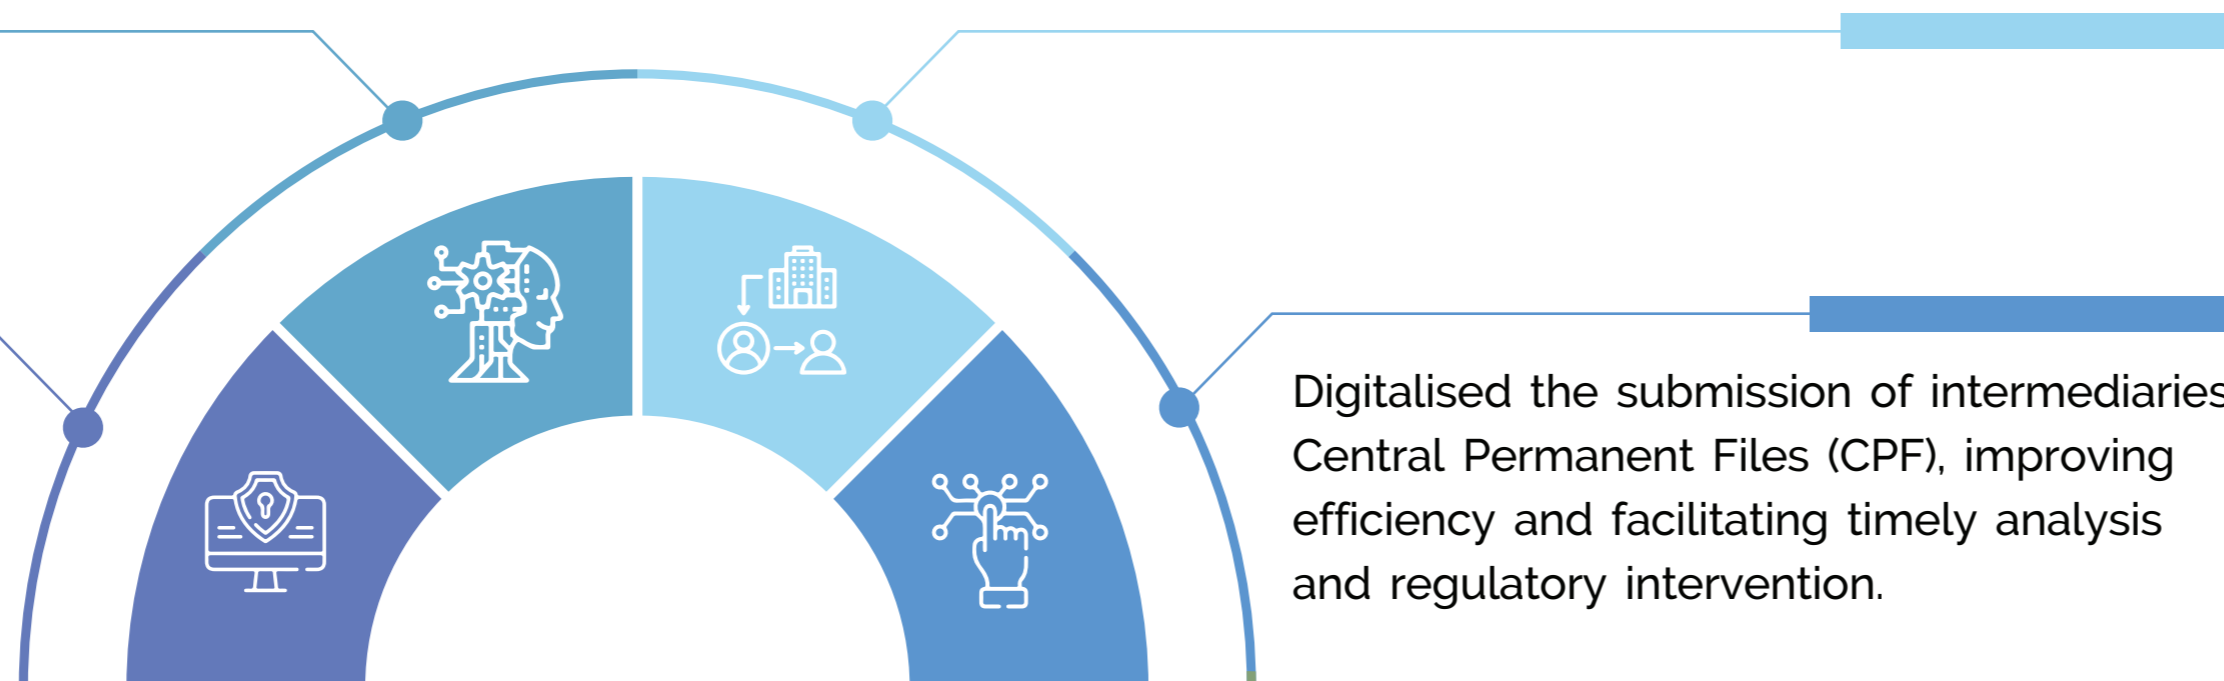 Digitalised the submission of intermediaries
Central Permanent Files (CPF), improving
efficiency and facilitating timely analysis
and regulatory intervention.